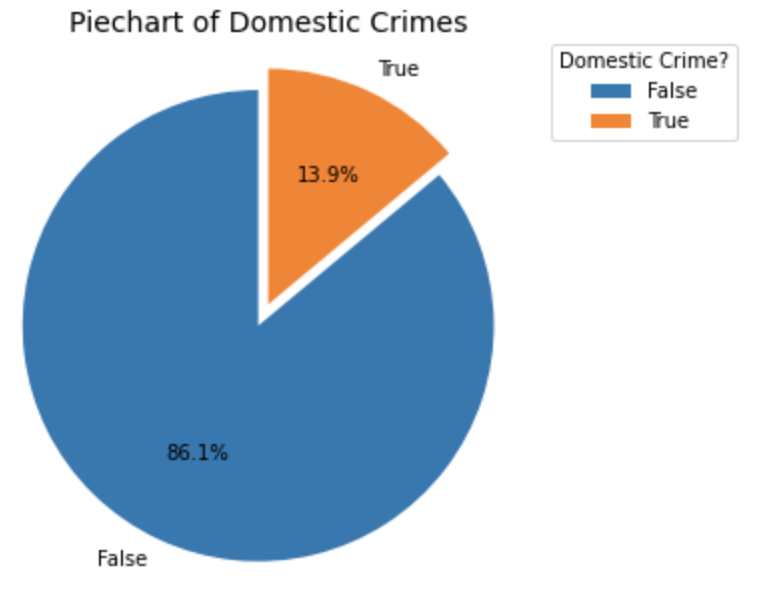 Piechart of Domestic Crimes
True
Domestic Crime?
False
True
13.9%
86.1%
False